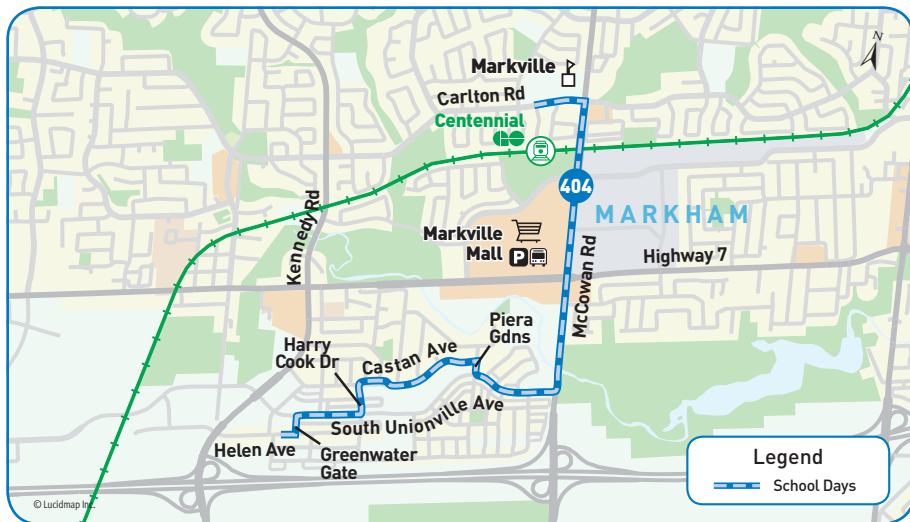 N
Markville
Carlton Rd
Centennial
404
MARKHAM
Kennedy Rd
Markville
Mall
P
Highway 7
McCowan Rd
Piera
Gdns
Harry
Cook Dr
Castan Ave
South Unionville Ave
Helen Ave
Greenwater
Gate
Legend
School Days
© Lucidmap Inc.